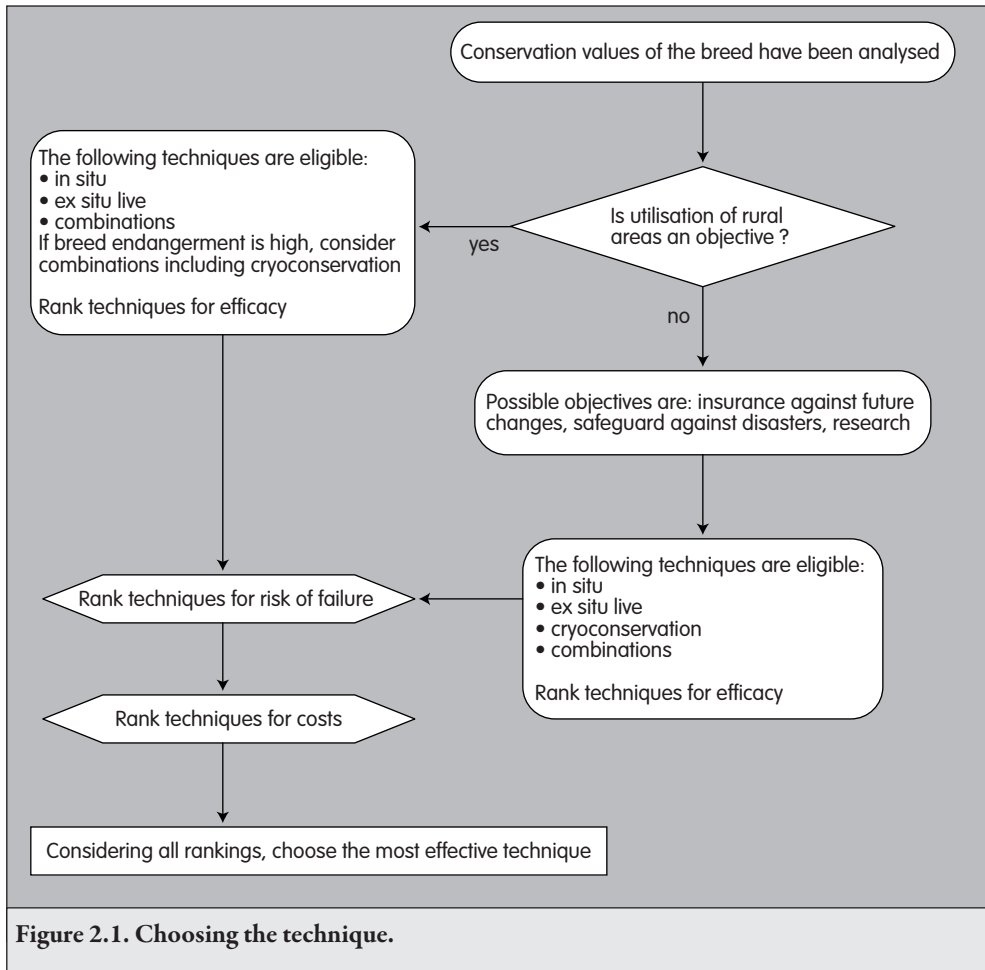 Conservation values of the breed have been analysed
Is utilisation of rural
areas an objective ?
yes
The following techniques are eligible:
• in situ
• ex situ live
• combinations
If breed endangerment is high, consider
combinations including cryoconservation
Rank techniques for efficacy
no
Possible objectives are: insurance against future
changes, safeguard against disasters, research
The following techniques are eligible:
• in situ
• ex situ live
• cryoconservation
• combinations
Rank techniques for efficacy
Rank techniques for risk of failure
Rank techniques for costs
Considering all rankings, choose the most effective technique
Figure 2.1. Choosing the technique.